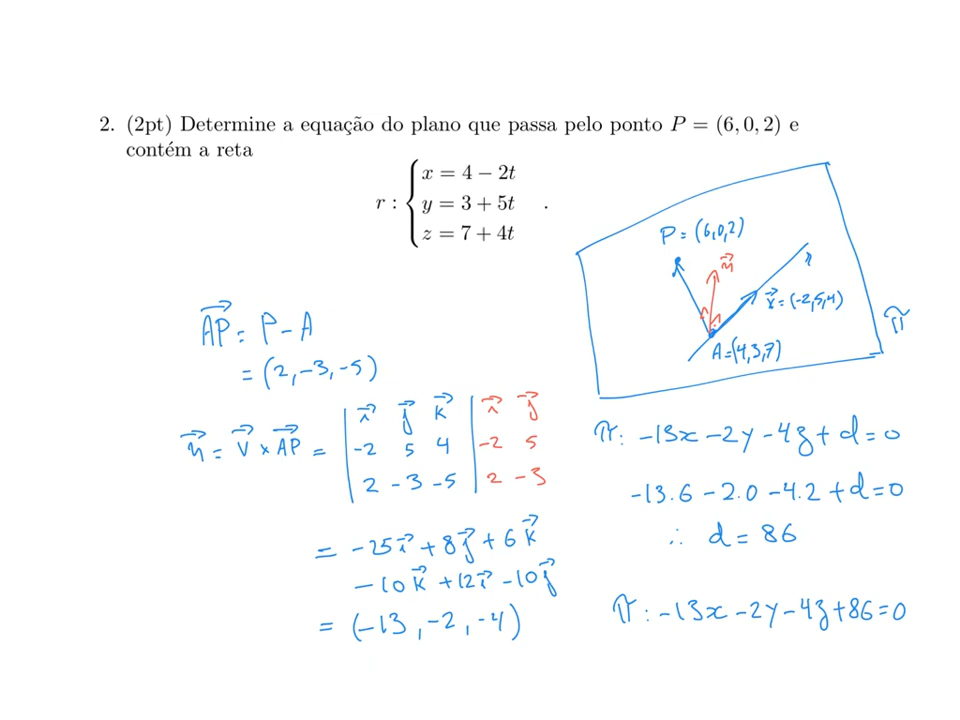 2. (2pt) Determine a equação do plano que passa pelo ponto P = (6, 0, 2) e
contém a reta
r : { x = 4 − 2t
y = 3 + 5t
z = 7 + 4t .
P = (6,0,2)
n⃗
v⃗ = (-2,5,4)
A = (4,3,7)
π
AP⃗ = P - A
= (2, -3, -5)
n⃗ = v⃗ × AP⃗ = | i⃗ j⃗ k⃗ | i⃗ j⃗
-2 5 4 | -2 5
2 -3 -5 | 2 -3
= -25i⃗ + 8j⃗ + 6k⃗
-10k⃗ + 12i⃗ - 10j⃗
= (-13, -2, -4)
π: -13x - 2y - 4z + d = 0
-13.6 - 2.0 - 4.2 + d = 0
∴ d = 86
π: -13x - 2y - 4z + 86 = 0